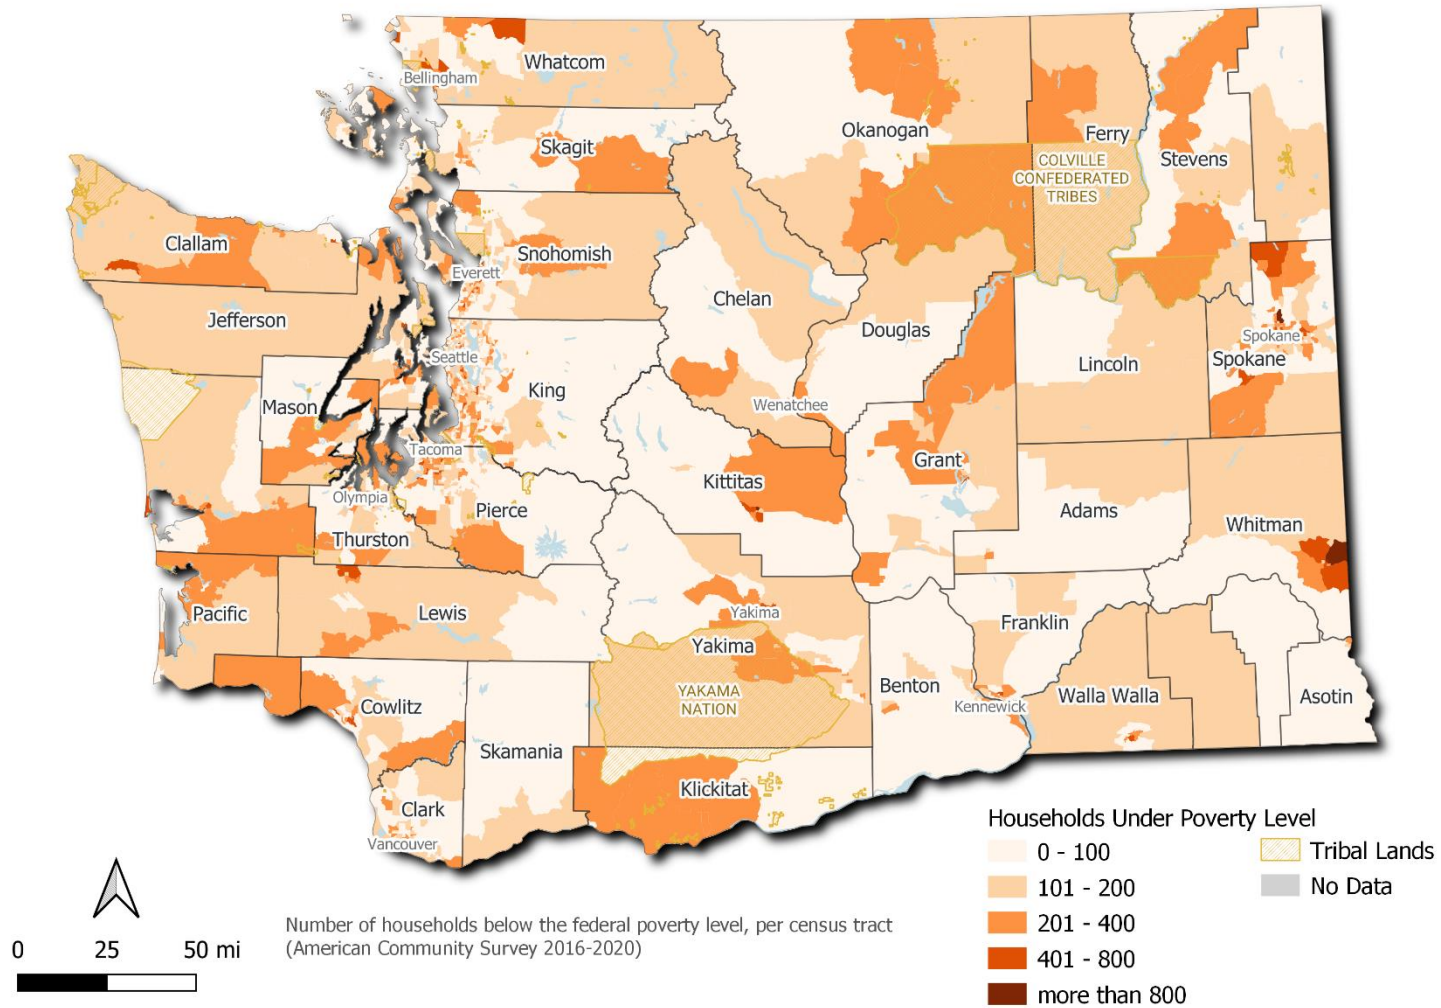 Whatcom
Bellingham
Okanogan
Ferry
Skagit
Stevens
COLVILLE
CONFEDERATED
TRIBES
Clallam
Snohomish
Everett
Chelan
Jefferson
Douglas
Seattle
Spokane
Lincoln
Spokane
King
Mason
Wenatchee
Tacoma
Grant
Kittitas
Olympia
Pierce
Adams
Whitman
Thurston
Pacific
Lewis
Yakima
Franklin
Yakima
Benton
YAKAMA
NATION
Walla Walla
Asotin
Cowlitz
Kennewick
Skamania
Klickitat
Clark
Vancouver
Households Under Poverty Level
0 - 100
101 - 200
201 - 400
401 - 800
more than 800
Tribal Lands
No Data
Number of households below the federal poverty level, per census tract
(American Community Survey 2016-2020)
0 25 50 mi